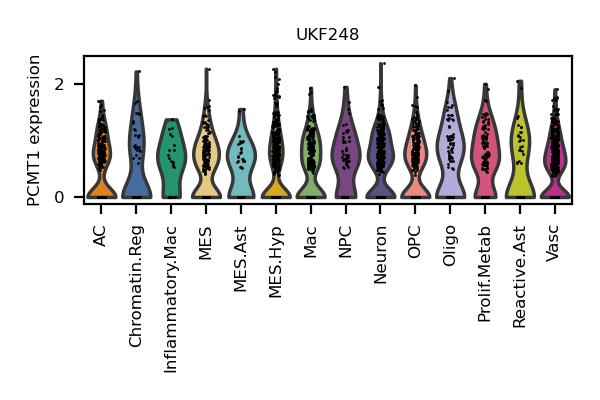 UKF248
PCMT1 expression
2
0
AC
Chromatin.Reg
Inflammatory.Mac
MES
MES.Ast
MES.Hyp
Mac
NPC
Neuron
OPC
Oligo
Prolif.Metab
Reactive.Ast
Vasc